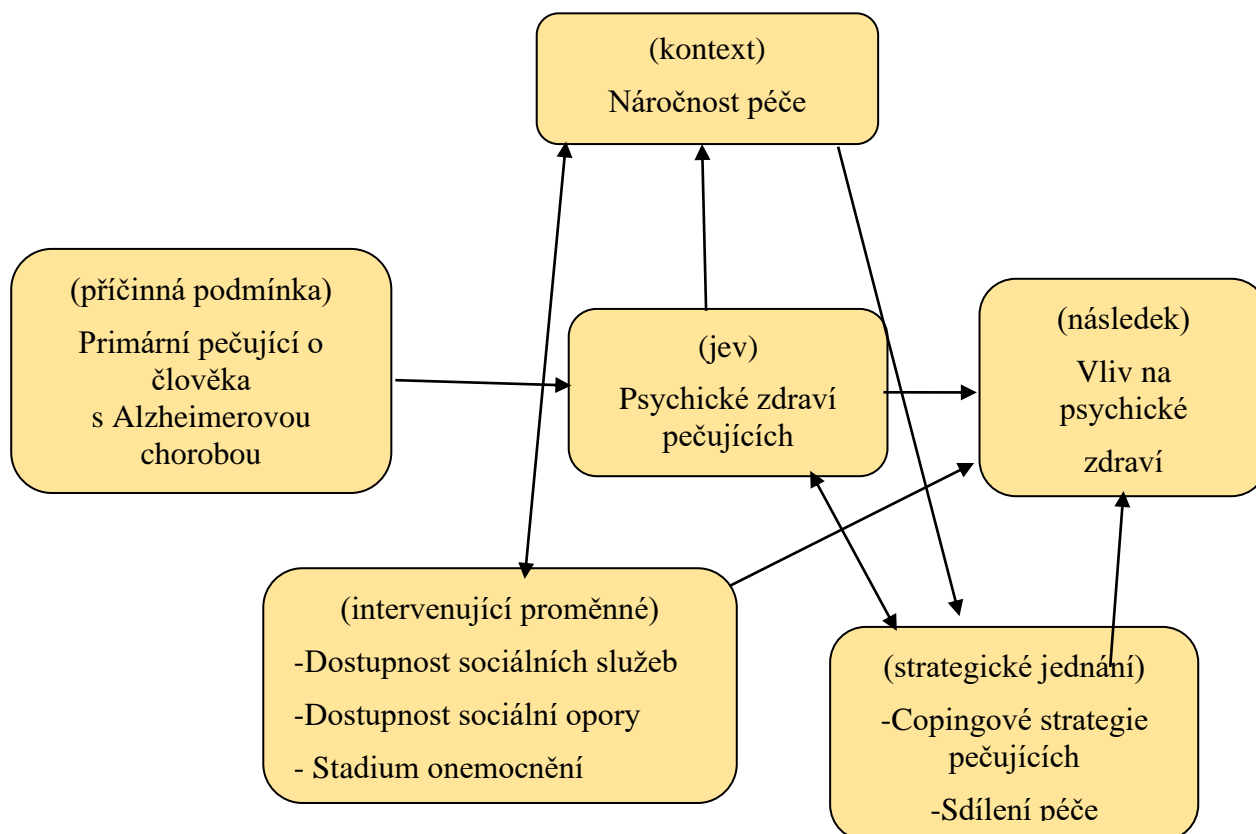 (kontext)
Náročnost péče
(příčinná podmínka)
Primární pečující o
člověka
s Alzheimerovou
chorobou
(jev)
Psychické zdraví
pečujících
(následek)
Vliv na
psychické
zdraví
(intervenující proměnné)
-Dostupnost sociálních služeb
-Dostupnost sociální opory
- Stadium onemocnění
(strategické jednání)
-Copingové strategie
pečujících
-Sdílení péče